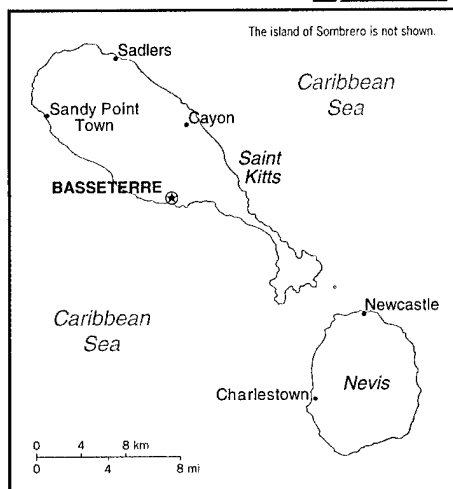 The island of Sombrero is not shown.
Sadlers
Caribbean
Sea
Sandy Point
Town
Cayon
Saint
Kitts
BASSETERRE
Newcastle
Caribbean
Sea
Charlestown
Nevis
0 4 8 km
0 4 8 mi